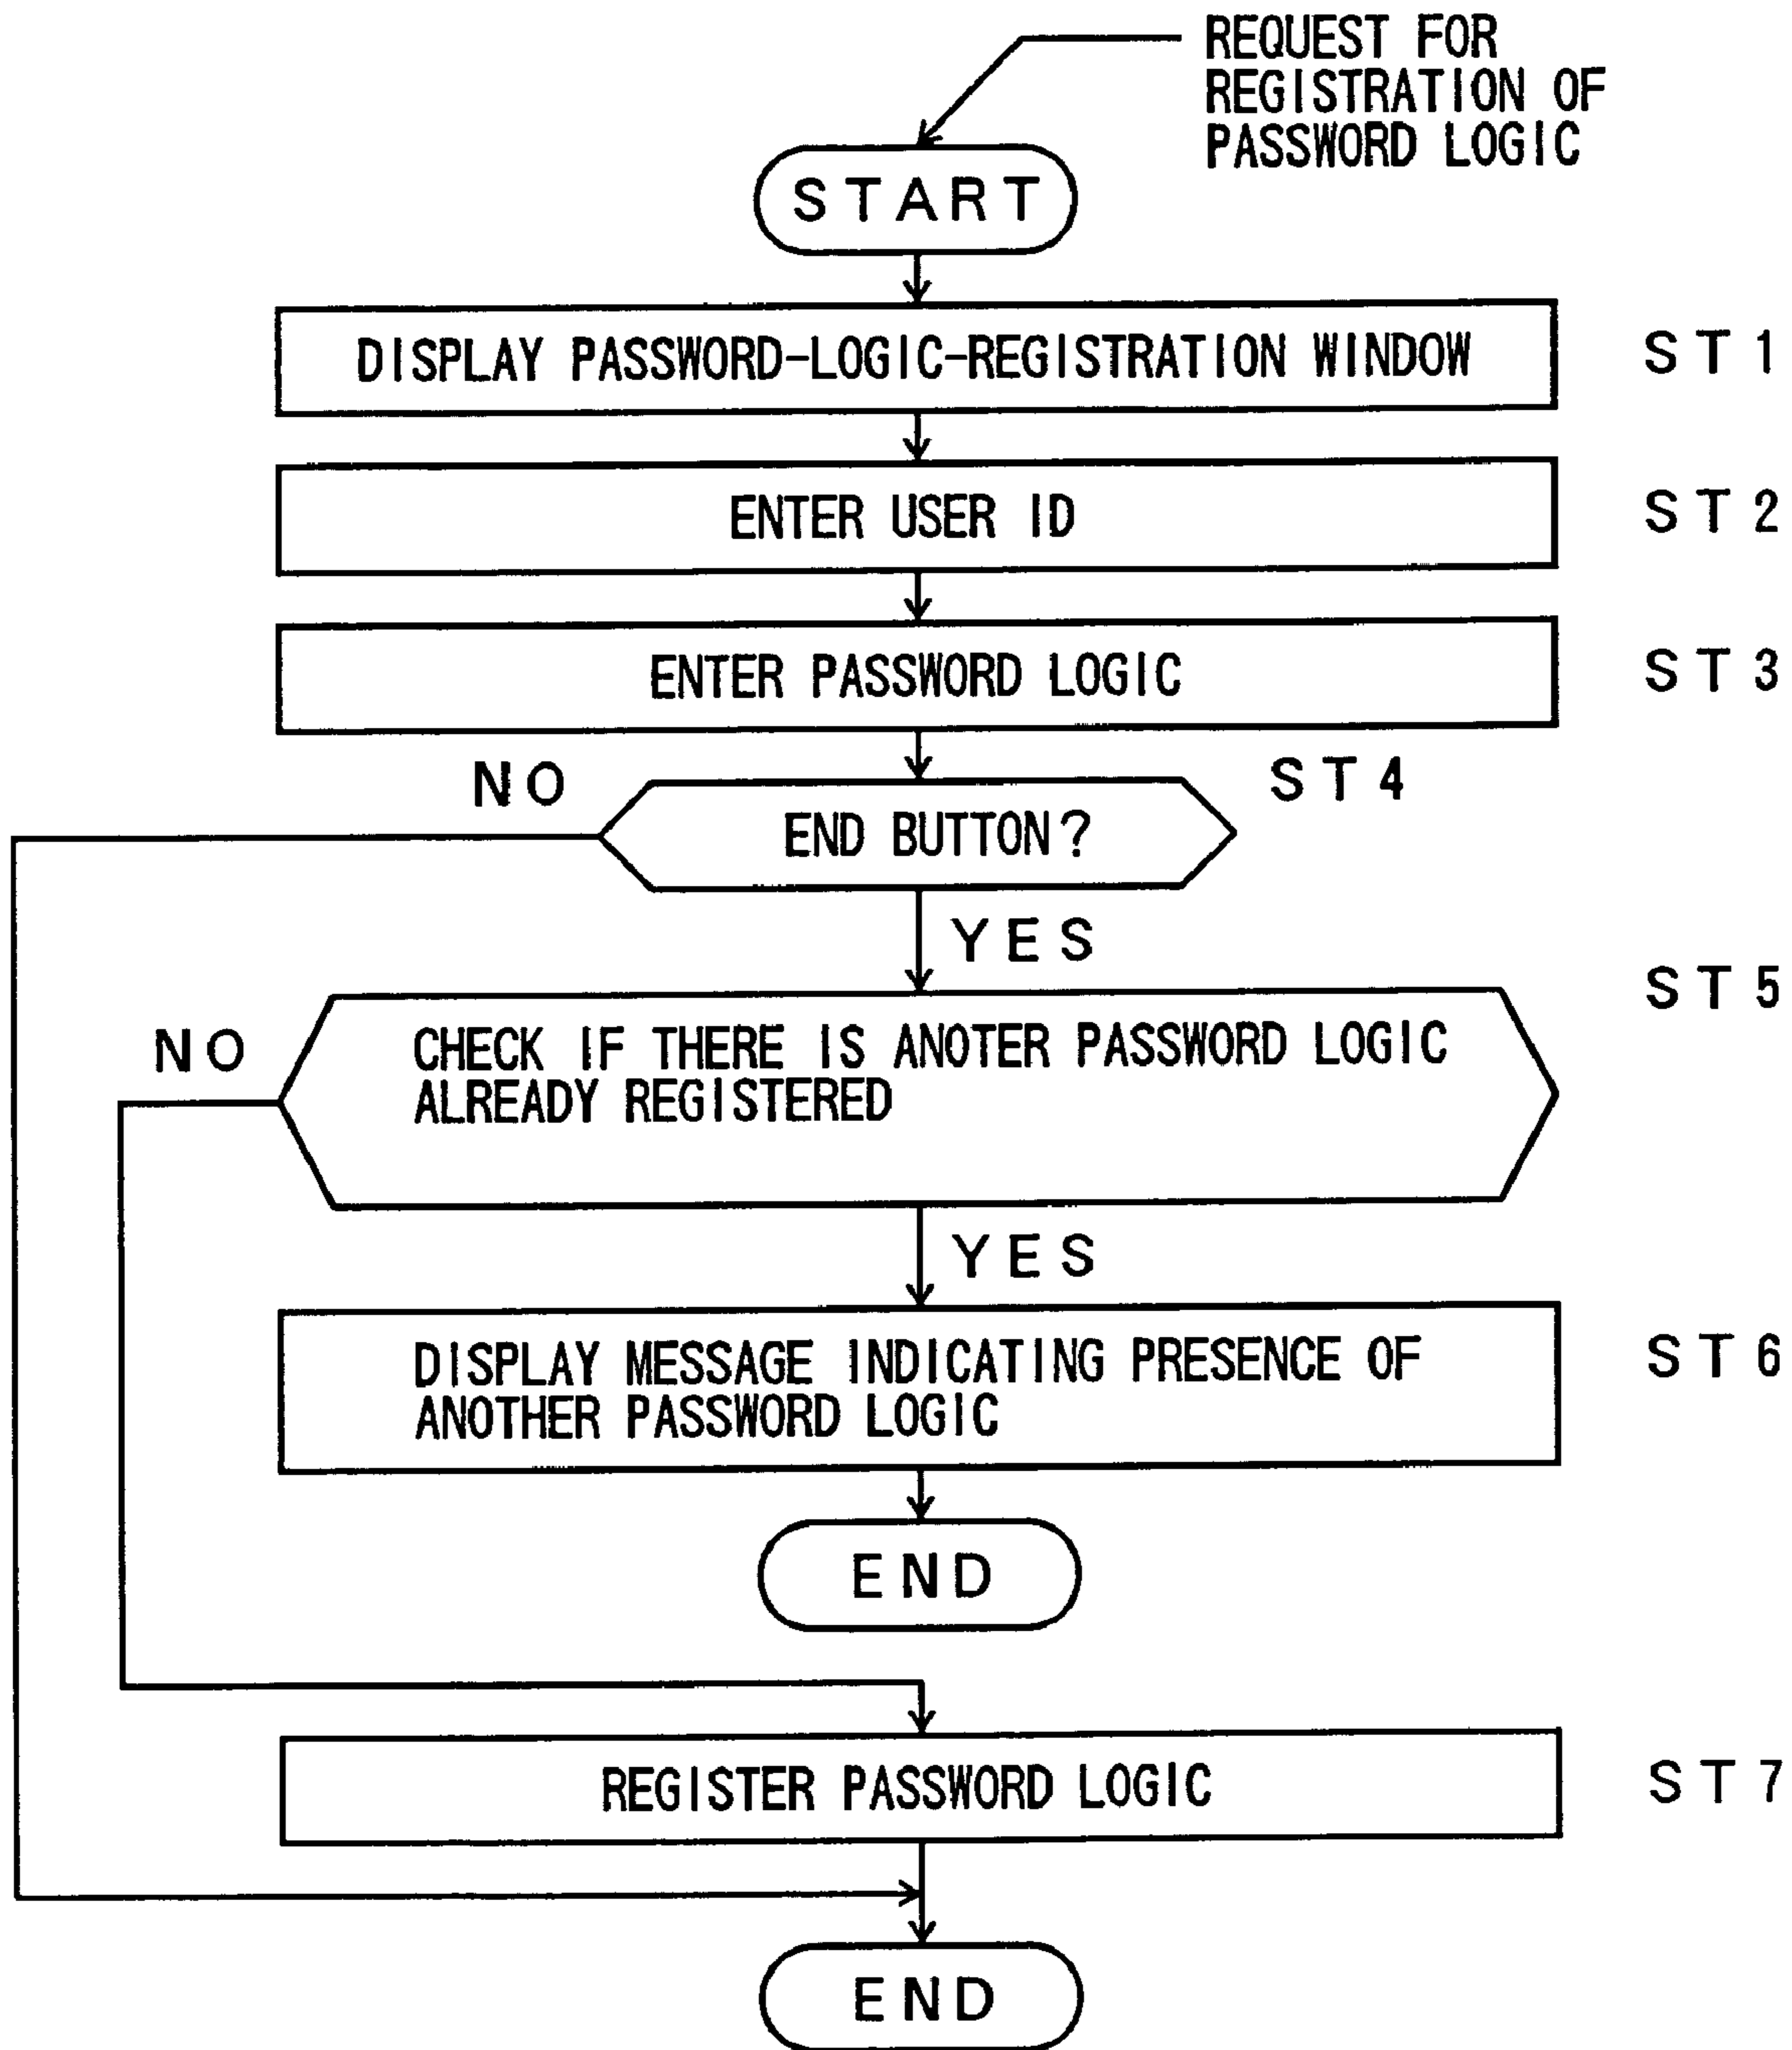 REQUEST FOR
REGISTRATION OF
PASSWORD LOGIC
START
DISPLAY PASSWORD-LOGIC-REGISTRATION WINDOW
ST1
ENTER USER ID
ST2
ENTER PASSWORD LOGIC
ST3
NO
ST4
END BUTTON?
YES
ST5
NO
CHECK IF THERE IS ANOTER PASSWORD LOGIC
ALREADY REGISTERED
YES
DISPLAY MESSAGE INDICATING PRESENCE OF
ANOTHER PASSWORD LOGIC
ST6
END
REGISTER PASSWORD LOGIC
ST7
END